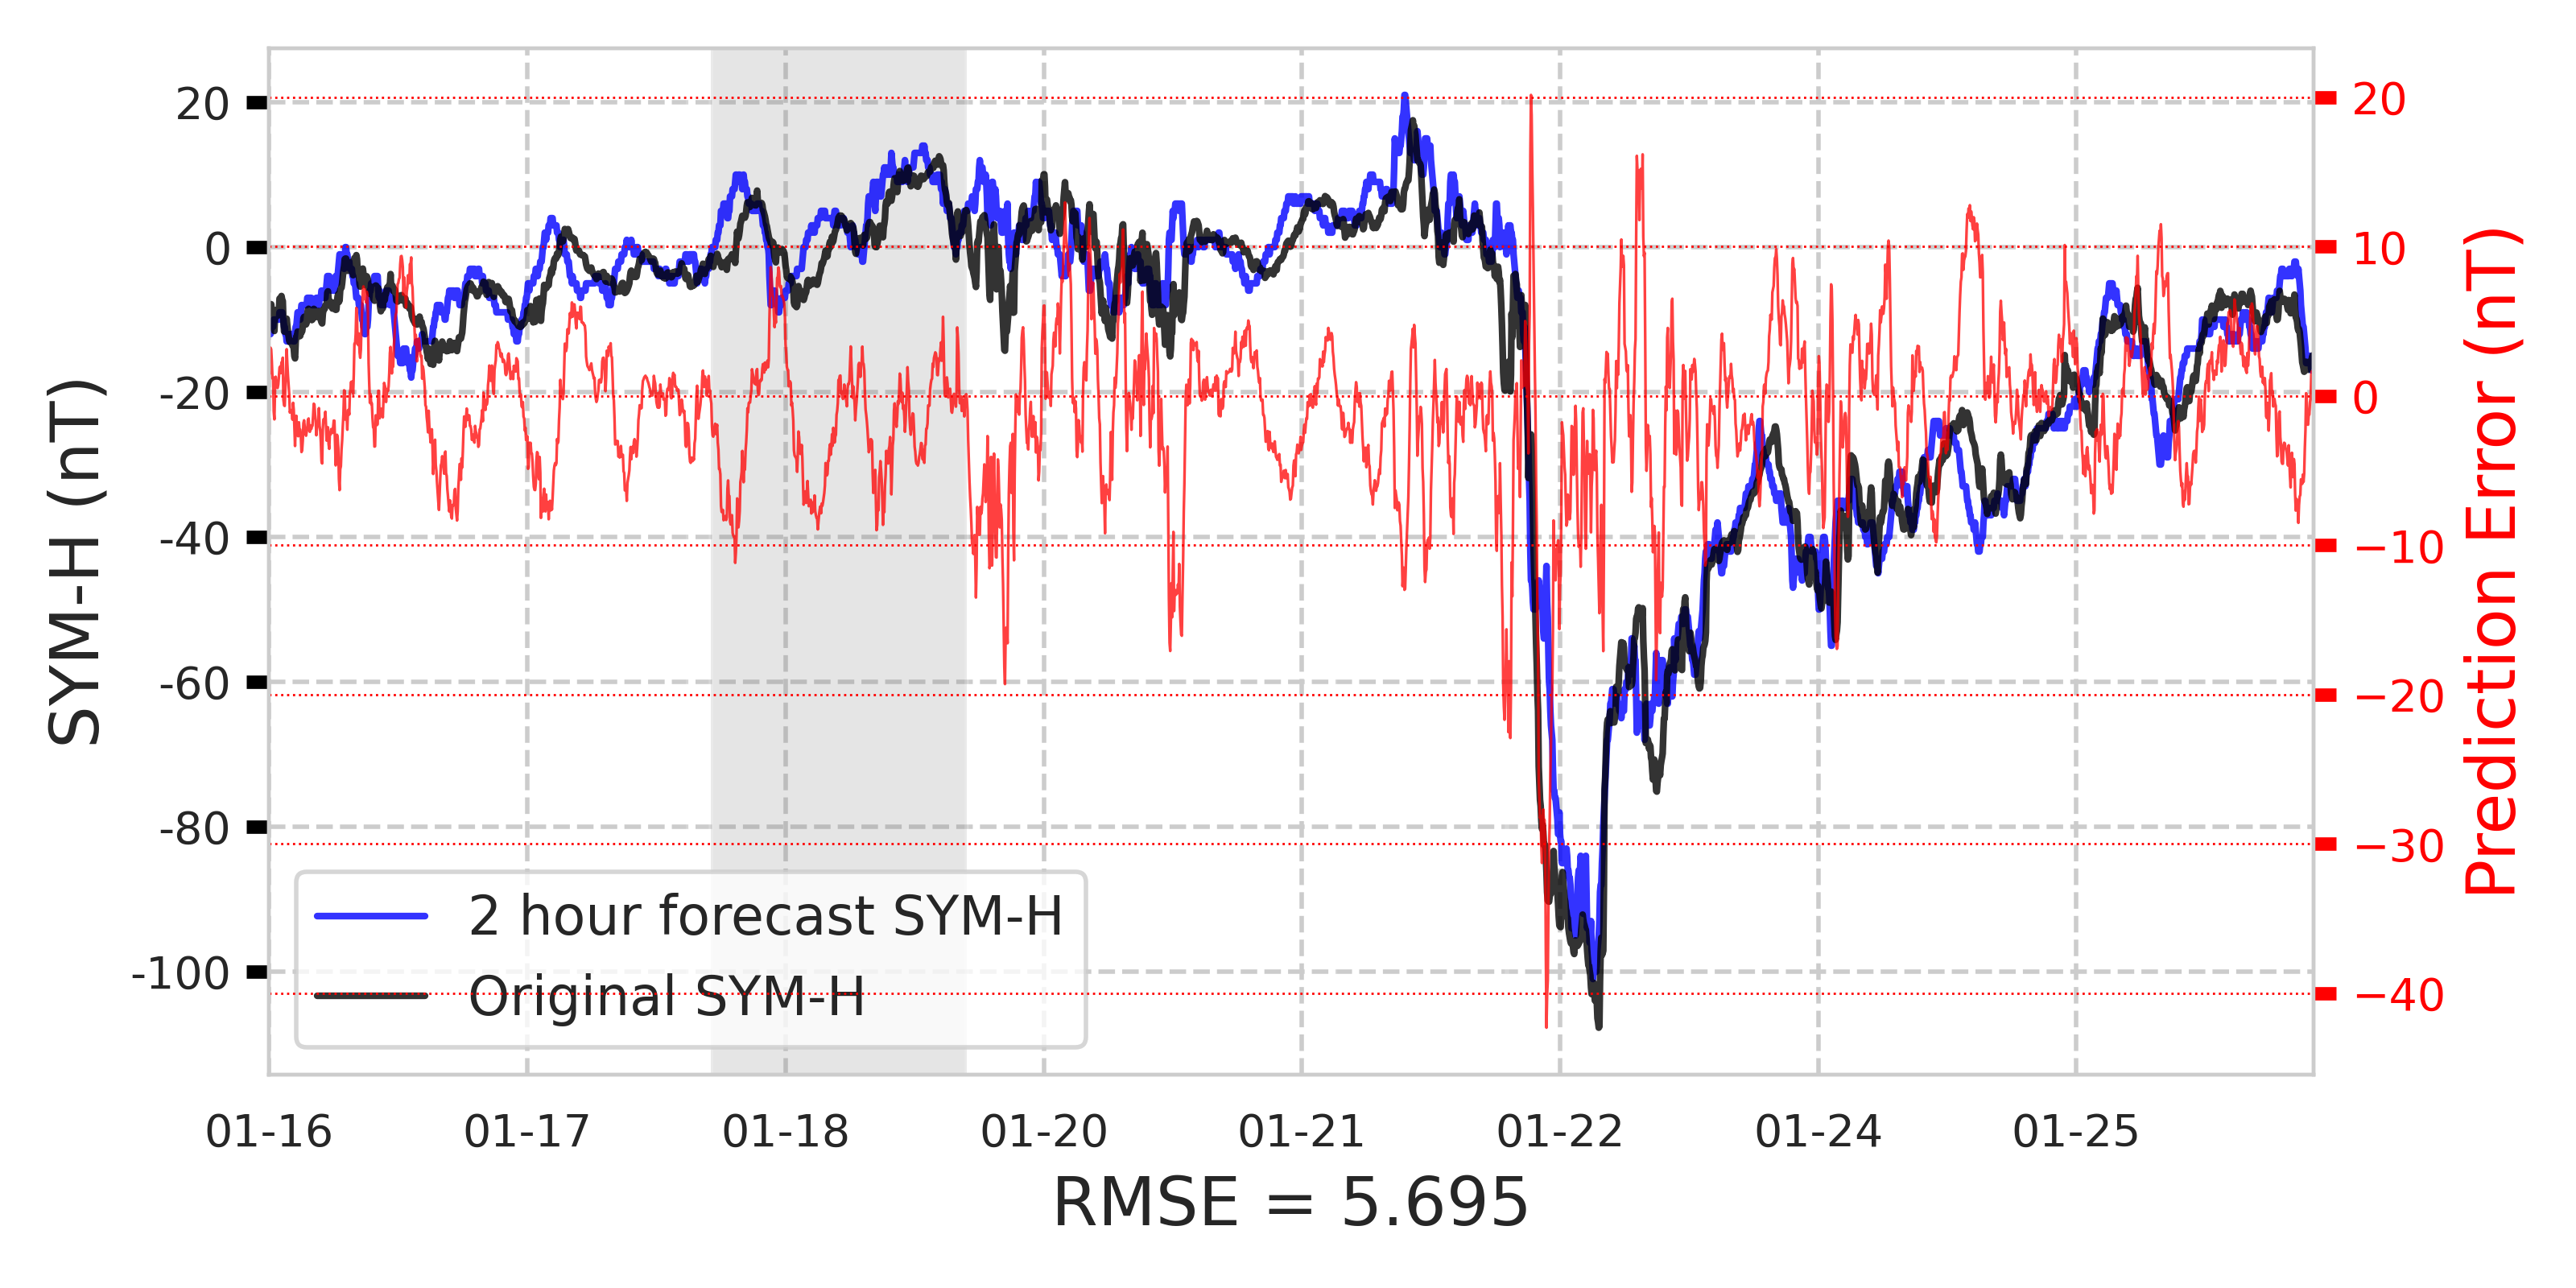 SYM-H (nT)
20
0
-20
-40
-60
-80
-100
2 hour forecast SYM-H
Original SYM-H
20
10
0
−10
−20
−30
−40
Prediction Error (nT)
01-16 01-17 01-18 01-20 01-21 01-22 01-24 01-25
RMSE = 5.695